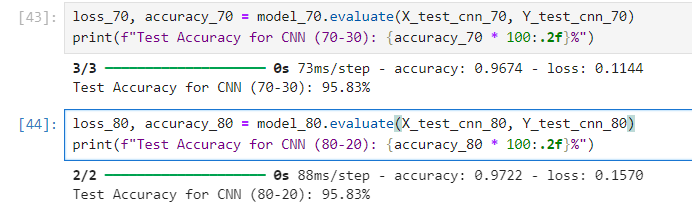 [43]: loss_70, accuracy_70 = model_70.evaluate(X_test_cnn_70, Y_test_cnn_70)
print(f"Test Accuracy for CNN (70-30): {accuracy_70 * 100:.2f}%")
3/3 ━━━━━━━━━━━━━━━━━━━━ 0s 73ms/step - accuracy: 0.9674 - loss: 0.1144
Test Accuracy for CNN (70-30): 95.83%
[44]: loss_80, accuracy_80 = model_80.evaluate(X_test_cnn_80, Y_test_cnn_80)
print(f"Test Accuracy for CNN (80-20): {accuracy_80 * 100:.2f}%")
2/2 ━━━━━━━━━━━━━━━━━━━━ 0s 88ms/step - accuracy: 0.9722 - loss: 0.1570
Test Accuracy for CNN (80-20): 95.83%